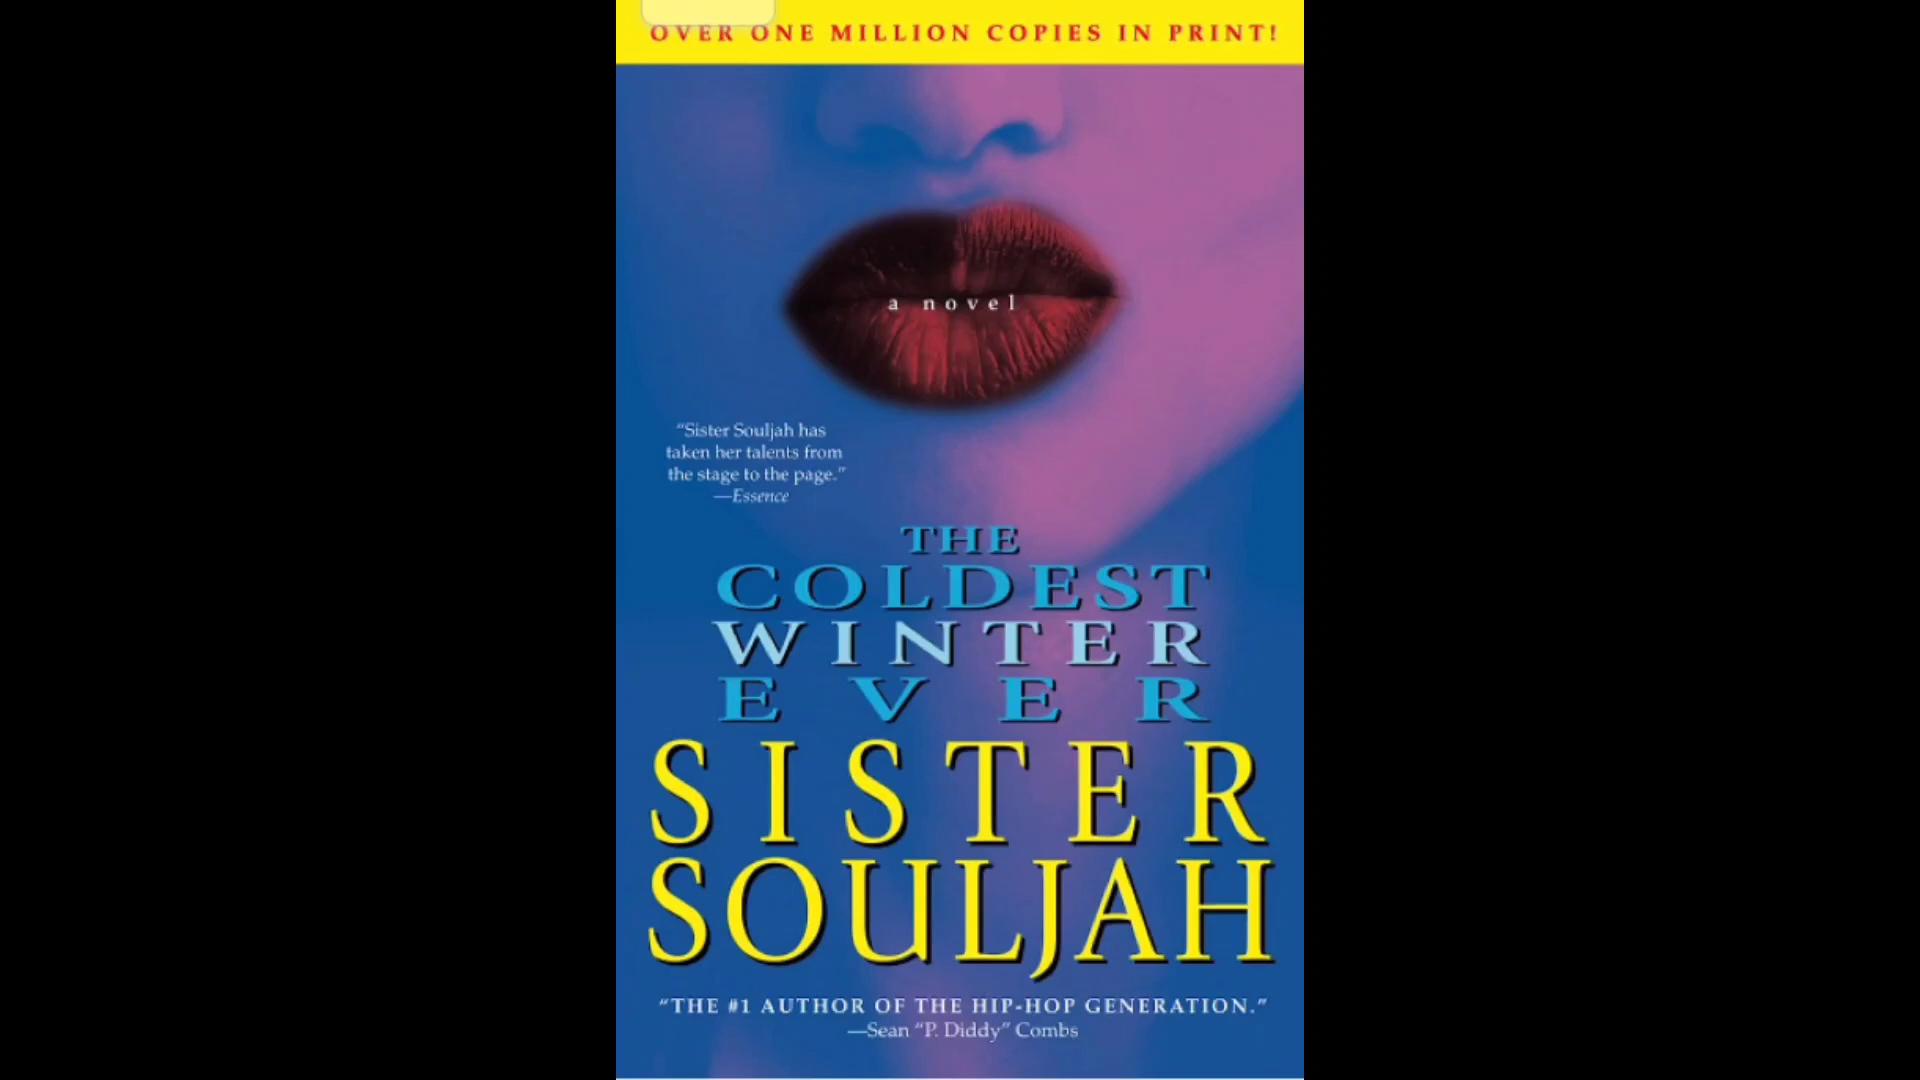 OVER ONE MILLION COPIES IN PRINT!
a novel
“Sister Souljah has
taken her talents from
the stage to the page.”
—Essence
THE
COLDEST
WINTER
EVER
SISTER
SOULJAH
“THE #1 AUTHOR OF THE HIP-HOP GENERATION.”
—Sean “P. Diddy” Combs